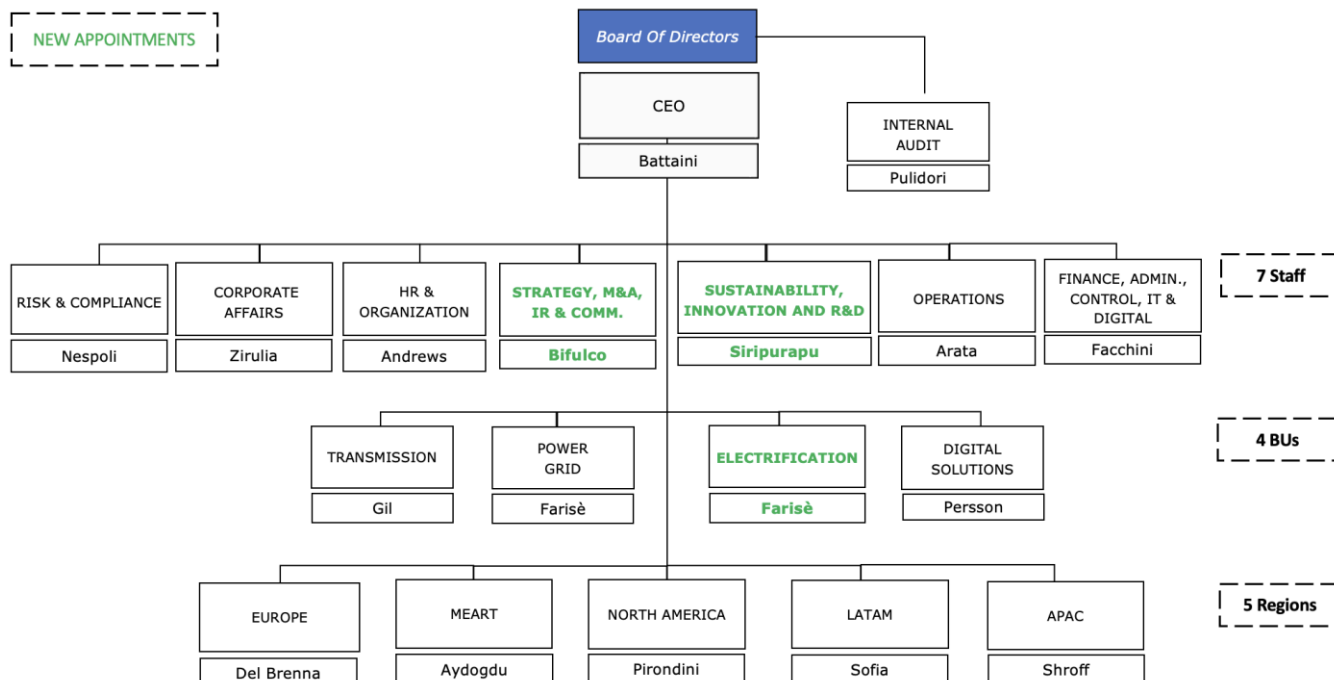 NEW APPOINTMENTS
Board Of Directors
CEO
Battaini
INTERNAL
AUDIT
Pulidori
RISK & COMPLIANCE
Nespoli
CORPORATE
AFFAIRS
Zirulia
HR &
ORGANIZATION
Andrews
STRATEGY, M&A,
IR & COMM.
Bifulco
SUSTAINABILITY,
INNOVATION AND R&D
Siripurapu
OPERATIONS
Arata
FINANCE, ADMIN.,
CONTROL, IT &
DIGITAL
Facchini
7 Staff
TRANSMISSION
Gil
POWER
GRID
Farisè
ELECTRIFICATION
Farisè
DIGITAL
SOLUTIONS
Persson
4 BUs
EUROPE
Del Brenna
MEART
Aydogdu
NORTH AMERICA
Pirondini
LATAM
Sofia
APAC
Shroff
5 Regions